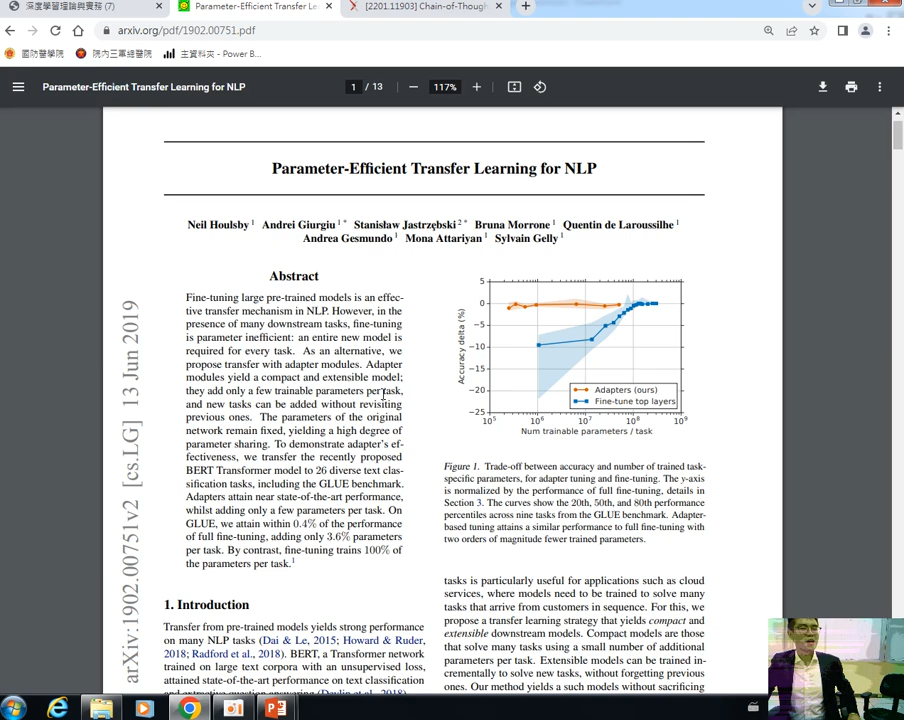 深度學習理論與實務 (7)
Parameter-Efficient Transfer Learning
[2201.11903] Chain-of-Though
arxiv.org/pdf/1902.00751.pdf
國防醫學院
院內三軍總醫院
主資料夾 - Power B...
Parameter-Efficient Transfer Learning for NLP
1 / 13
117%
Parameter-Efficient Transfer Learning for NLP
Neil Houlsby 1 Andrei Giurgiu 1 * Stanisław Jastrzębski 2 * Bruna Morrone 1 Quentin de Laroussilhe 1
Andrea Gesmundo 1 Mona Attariyan 1 Sylvain Gelly 1
arXiv:1902.00751v2 [cs.LG] 13 Jun 2019
Abstract
Fine-tuning large pre-trained models is an effec-
tive transfer mechanism in NLP. However, in the
presence of many downstream tasks, fine-tuning
is parameter inefficient: an entire new model is
required for every task. As an alternative, we
propose transfer with adapter modules. Adapter
modules yield a compact and extensible model;
they add only a few trainable parameters per task,
and new tasks can be added without revisiting
previous ones. The parameters of the original
network remain fixed, yielding a high degree of
parameter sharing. To demonstrate adapter's ef-
fectiveness, we transfer the recently proposed
BERT Transformer model to 26 diverse text clas-
sification tasks, including the GLUE benchmark.
Adapters attain near state-of-the-art performance,
whilst adding only a few parameters per task. On
GLUE, we attain within 0.4% of the performance
of full fine-tuning, adding only 3.6% parameters
per task. By contrast, fine-tuning trains 100% of
the parameters per task.1
1. Introduction
Transfer from pre-trained models yields strong performance
on many NLP tasks (Dai & Le, 2015; Howard & Ruder,
2018; Radford et al., 2018). BERT, a Transformer network
trained on large text corpora with an unsupervised loss,
attained state-of-the-art performance on text classification
and extractive question answering (Devlin et al., 2018).
5
0
−5
−10
−15
−20
−25
Accuracy delta (%)
Adapters (ours)
Fine-tune top layers
10^5 10^6 10^7 10^8 10^9
Num trainable parameters / task
Figure 1. Trade-off between accuracy and number of trained task-
specific parameters, for adapter tuning and fine-tuning. The y-axis
is normalized by the performance of full fine-tuning, details in
Section 3. The curves show the 20th, 50th, and 80th performance
percentiles across nine tasks from the GLUE benchmark. Adapter-
based tuning attains a similar performance to full fine-tuning with
two orders of magnitude fewer trained parameters.
tasks is particularly useful for applications such as cloud
services, where models need to be trained to solve many
tasks that arrive from customers in sequence. For this, we
propose a transfer learning strategy that yields compact and
extensible downstream models. Compact models are those
that solve many tasks using a small number of additional
parameters per task. Extensible models can be trained in-
crementally to solve new tasks, without forgetting previous
ones. Our method yields a such models without sacrificing